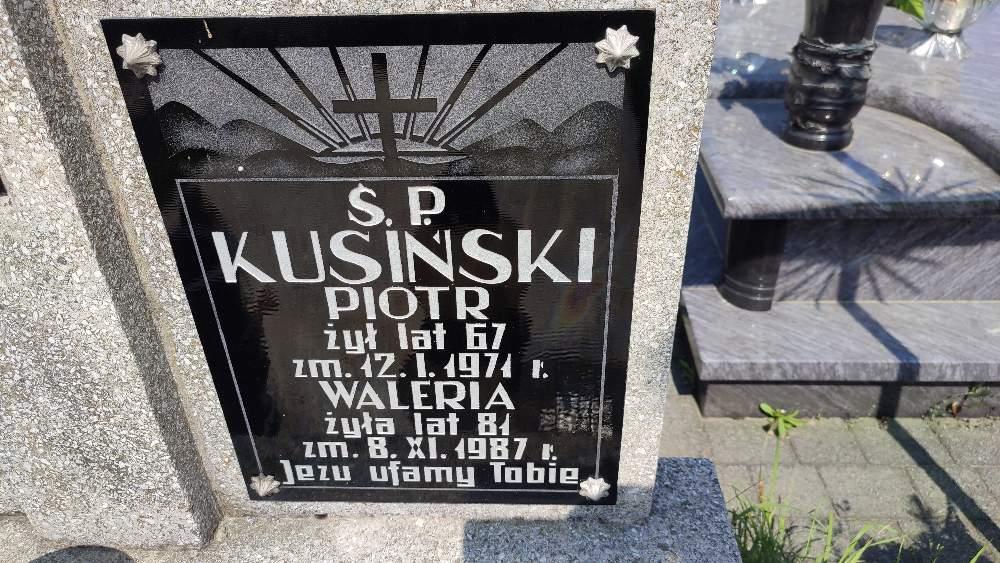 Ś. P.
KUSIŃSKI
PIOTR
żył lat 67
zm. 12. I. 1971 r.
WALERIA
żyła lat 81
zm. 8. XI. 1987 r.
Jezu ufamy Tobie